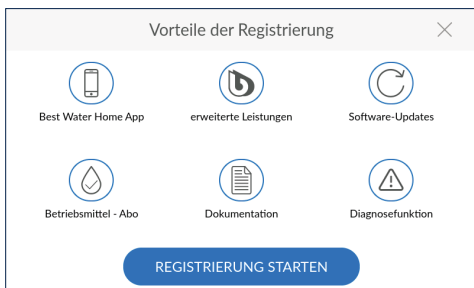 Vorteile der Registrierung
Best Water Home App
erweiterte Leistungen
Software-Updates
Betriebsmittel - Abo
Dokumentation
Diagnosefunktion
REGISTRIERUNG STARTEN